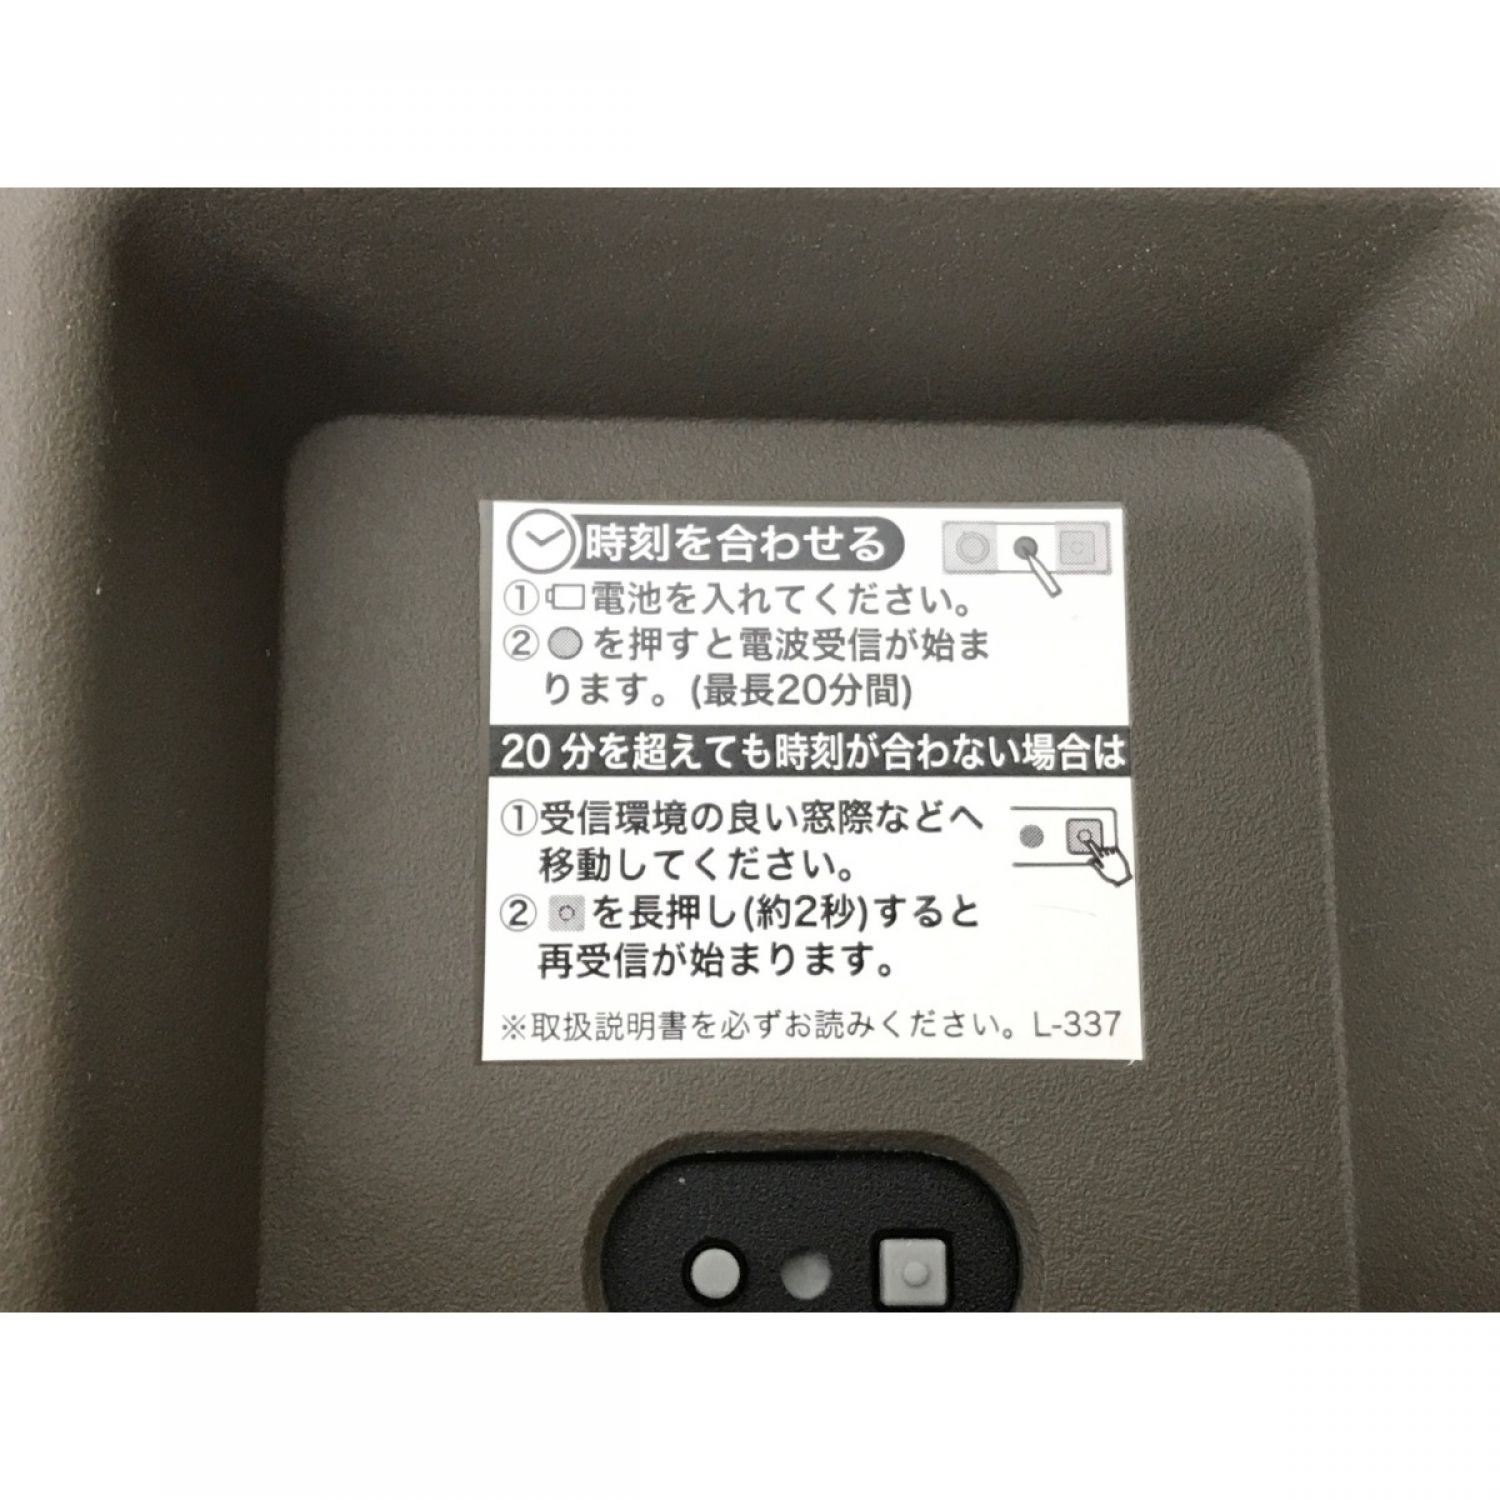 時刻を合わせる
①電池を入れてください。
②●を押すと電波受信が始ま
ります。(最長20分間)
20分を超えても時刻が合わない場合は
①受信環境の良い窓際などへ
移動してください。
②を長押し(約2秒)すると
再受信が始まります。
※取扱説明書を必ずお読みください。L-337